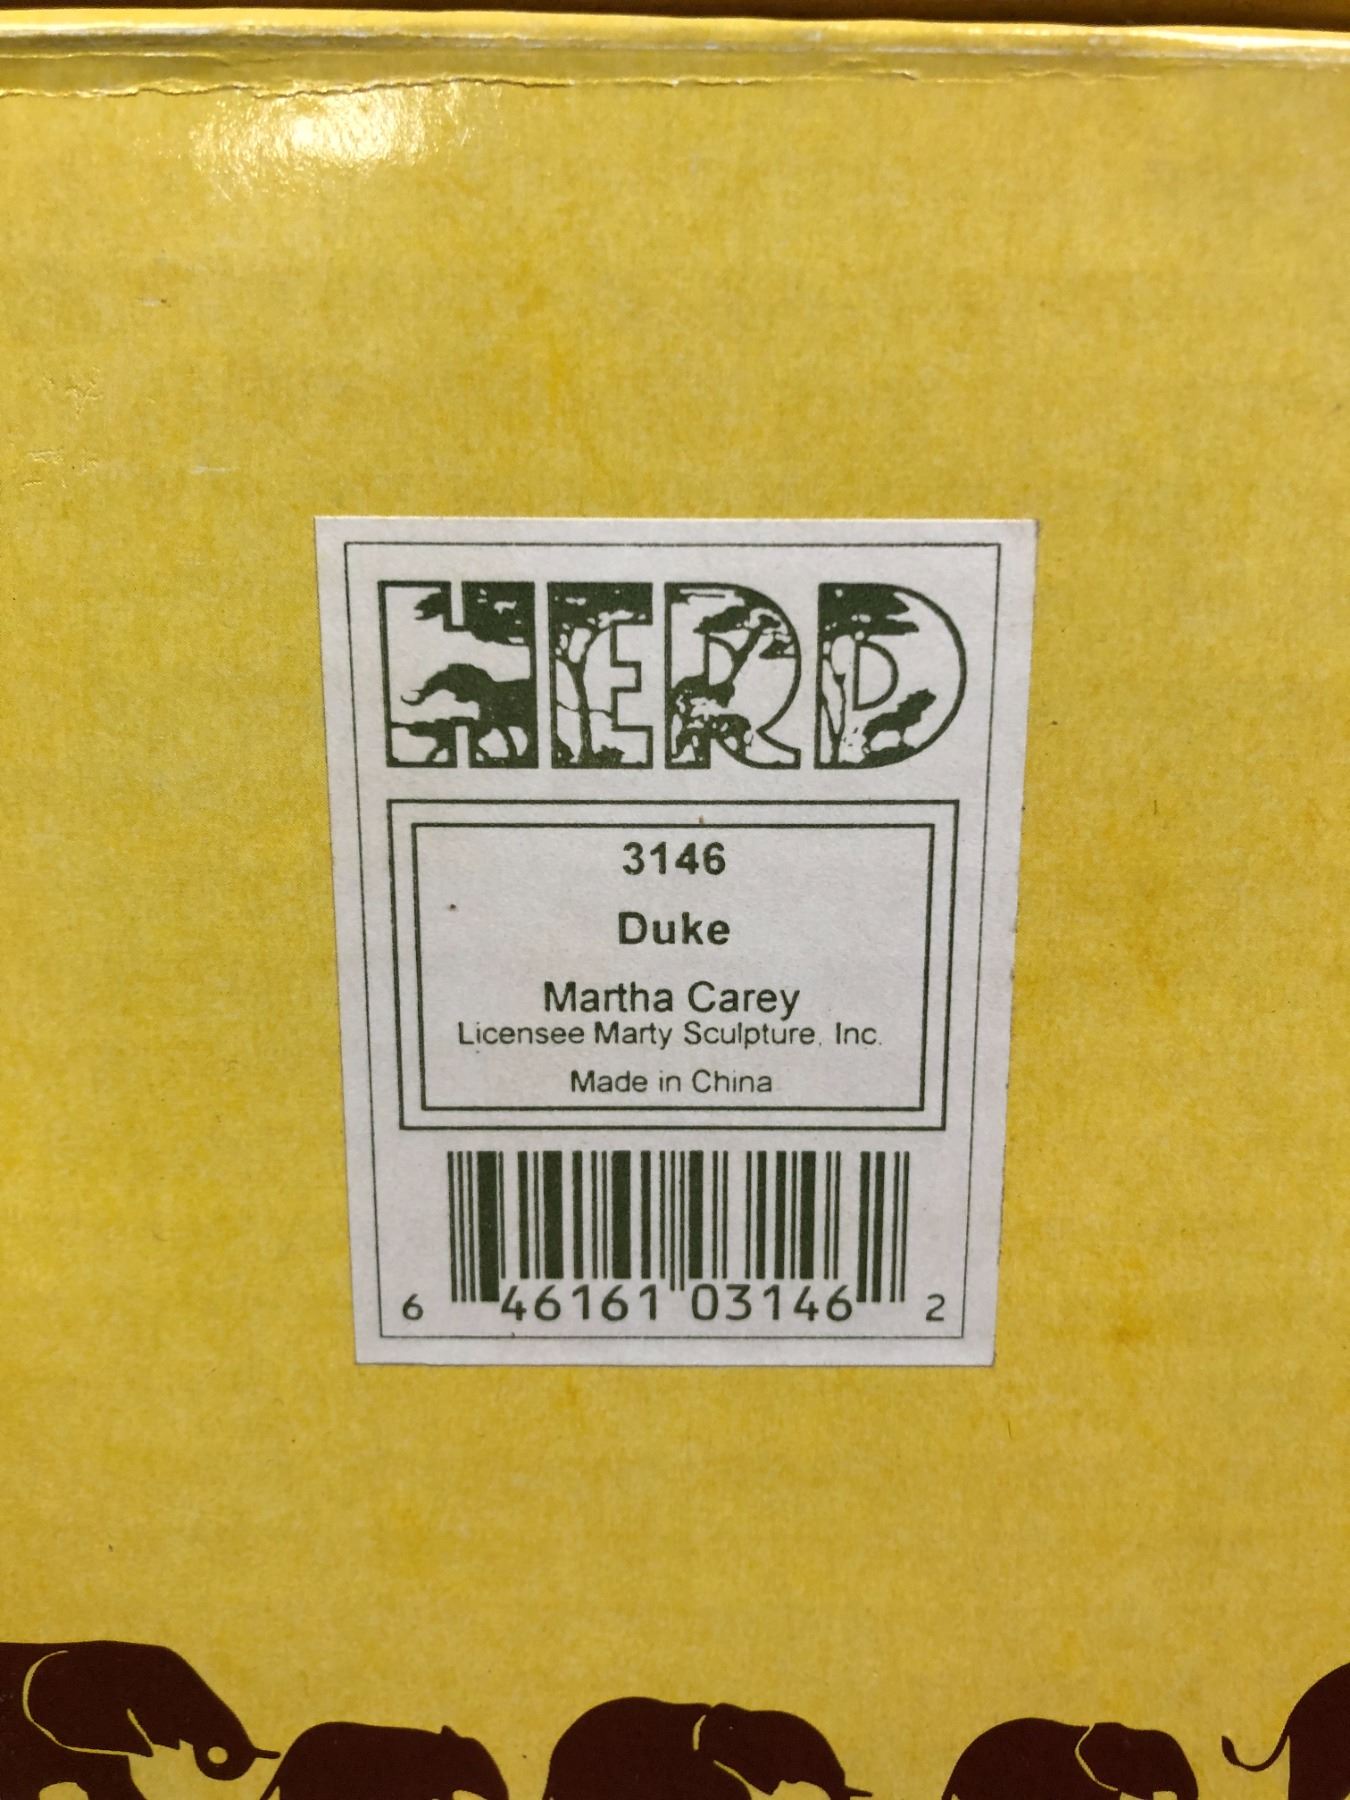 HERD
3146
Duke
Martha Carey
Licensee Marty Sculpture, Inc.
Made in China
6 46161 03146 2